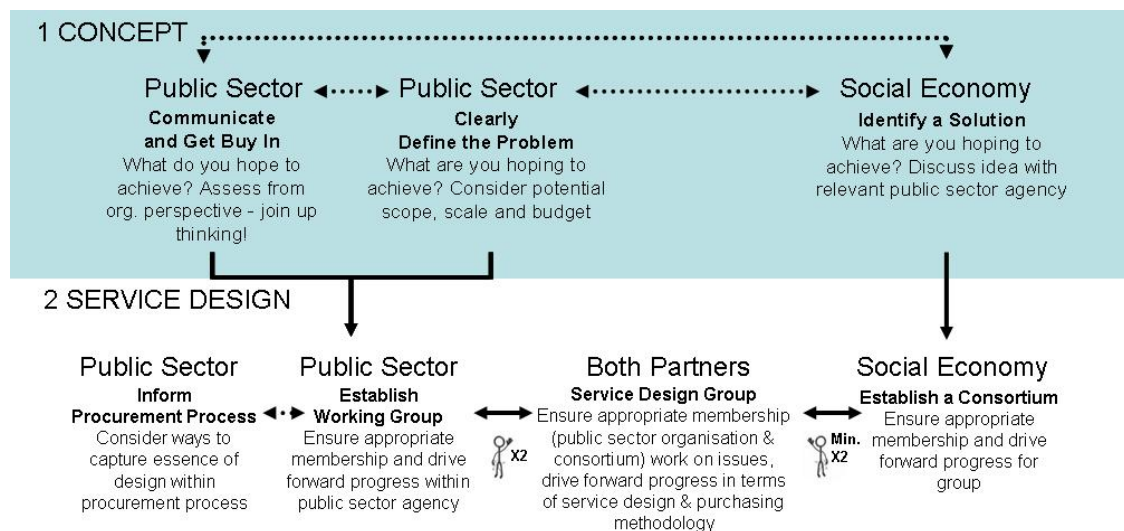 1 CONCEPT
Public Sector
Communicate
and Get Buy In
What do you hope to
achieve? Assess from
org. perspective - join up
thinking!
Public Sector
Clearly
Define the Problem
What are you hoping to
achieve? Consider potential
scope, scale and budget
Social Economy
Identify a Solution
What are you hoping to
achieve? Discuss idea with
relevant public sector agency
2 SERVICE DESIGN
Public Sector
Inform
Procurement Process
Consider ways to
capture essence of
design within
procurement process
Public Sector
Establish
Working Group
Ensure appropriate
membership and drive
forward progress within
public sector agency
X2
Both Partners
Service Design Group
Ensure appropriate membership
(public sector organisation &
consortium) work on issues,
drive forward progress in terms
of service design & purchasing
methodology
Min.
X2
Social Economy
Establish a Consortium
Ensure appropriate
membership and drive
forward progress for
group